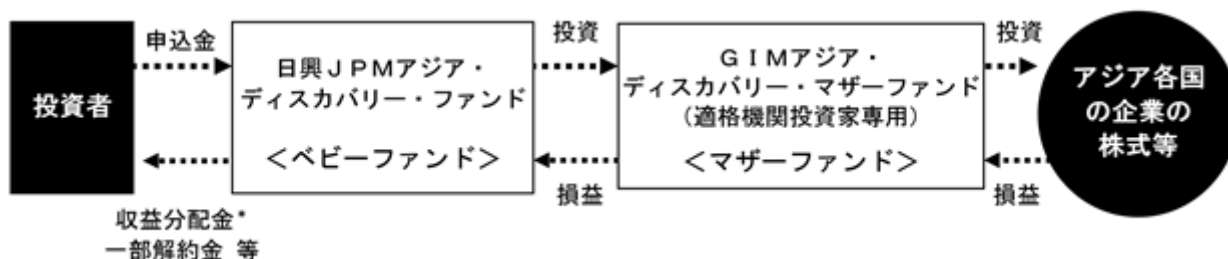 投資者
申込金
収益分配金*
一部解約金 等
日興JPMアジア・
ディスカバリー・ファンド
<ベビーファンド>
投資
損益
GIMアジア・
ディスカバリー・マザーファンド
(適格機関投資家専用)
<マザーファンド>
投資
損益
アジア各国
の企業の
株式等